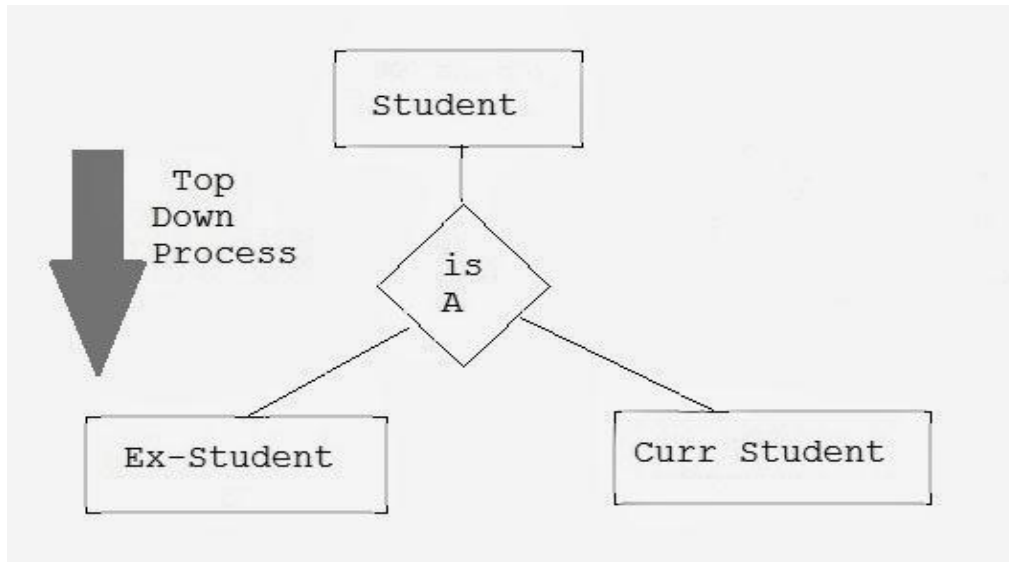 Student
Top
Down
Process
is
A
Ex-Student
Curr Student